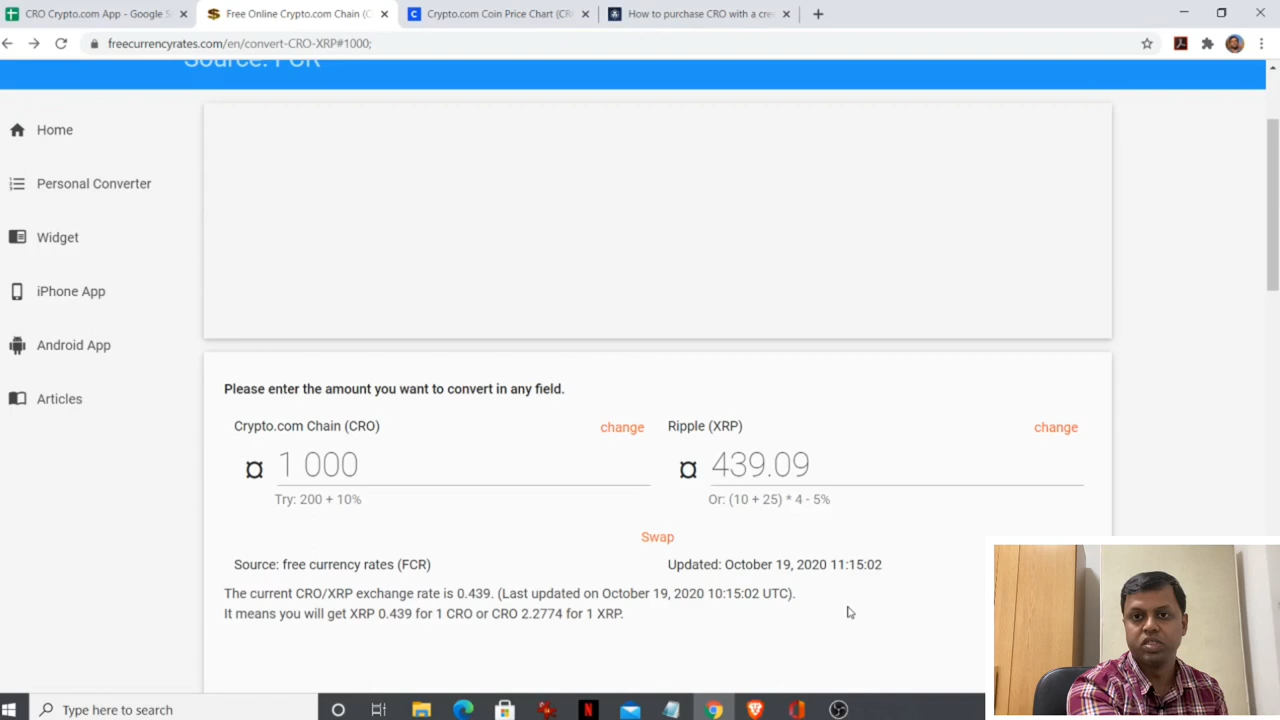 CRO Crypto.com App - Google S
Free Online Crypto.com Chain (C
Crypto.com Coin Price Chart (CR
How to purchase CRO with a cre
freecurrencyrates.com/en/convert-CRO-XRP#1000;
Source: FCR
Home
Personal Converter
Widget
iPhone App
Android App
Articles
Please enter the amount you want to convert in any field.
Crypto.com Chain (CRO)
change
Ripple (XRP)
change
¤ 1 000
¤ 439.09
Try: 200 + 10%
Or: (10 + 25) * 4 - 5%
Swap
Source: free currency rates (FCR)
Updated: October 19, 2020 11:15:02
The current CRO/XRP exchange rate is 0.439. (Last updated on October 19, 2020 10:15:02 UTC).
It means you will get XRP 0.439 for 1 CRO or CRO 2.2774 for 1 XRP.
Type here to search